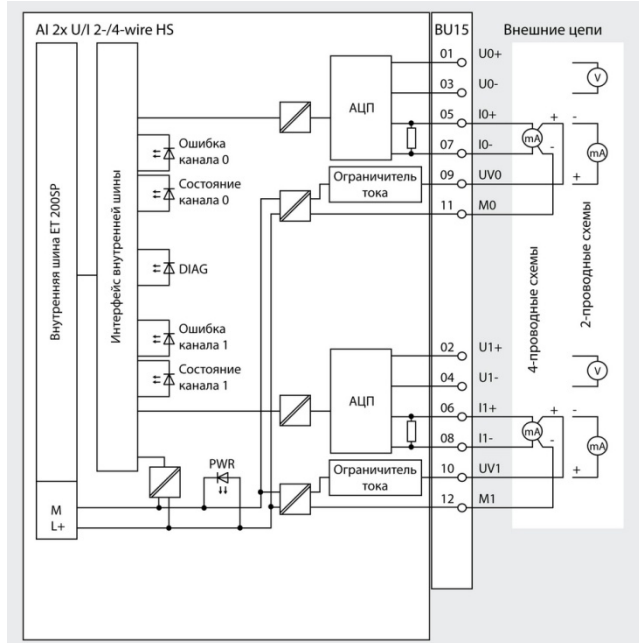 AI 2x U/I 2-/4-wire HS
BU15
Внешние цепи
01 U0+
03 U0-
05 I0+
07 I0-
09 UV0
11 M0
АЦП
Ограничитель
тока
Ошибка
канала 0
Состояние
канала 0
DIAG
Ошибка
канала 1
Состояние
канала 1
Внутренняя шина ET 200SP
Интерфейс внутренней шины
V
+ -
mA
mA
- +
4-проводные схемы
2-проводные схемы
02 U1+
04 U1-
06 I1+
08 I1-
10 UV1
12 M1
АЦП
Ограничитель
тока
V
+ -
mA
mA
- +
PWR
M
L+